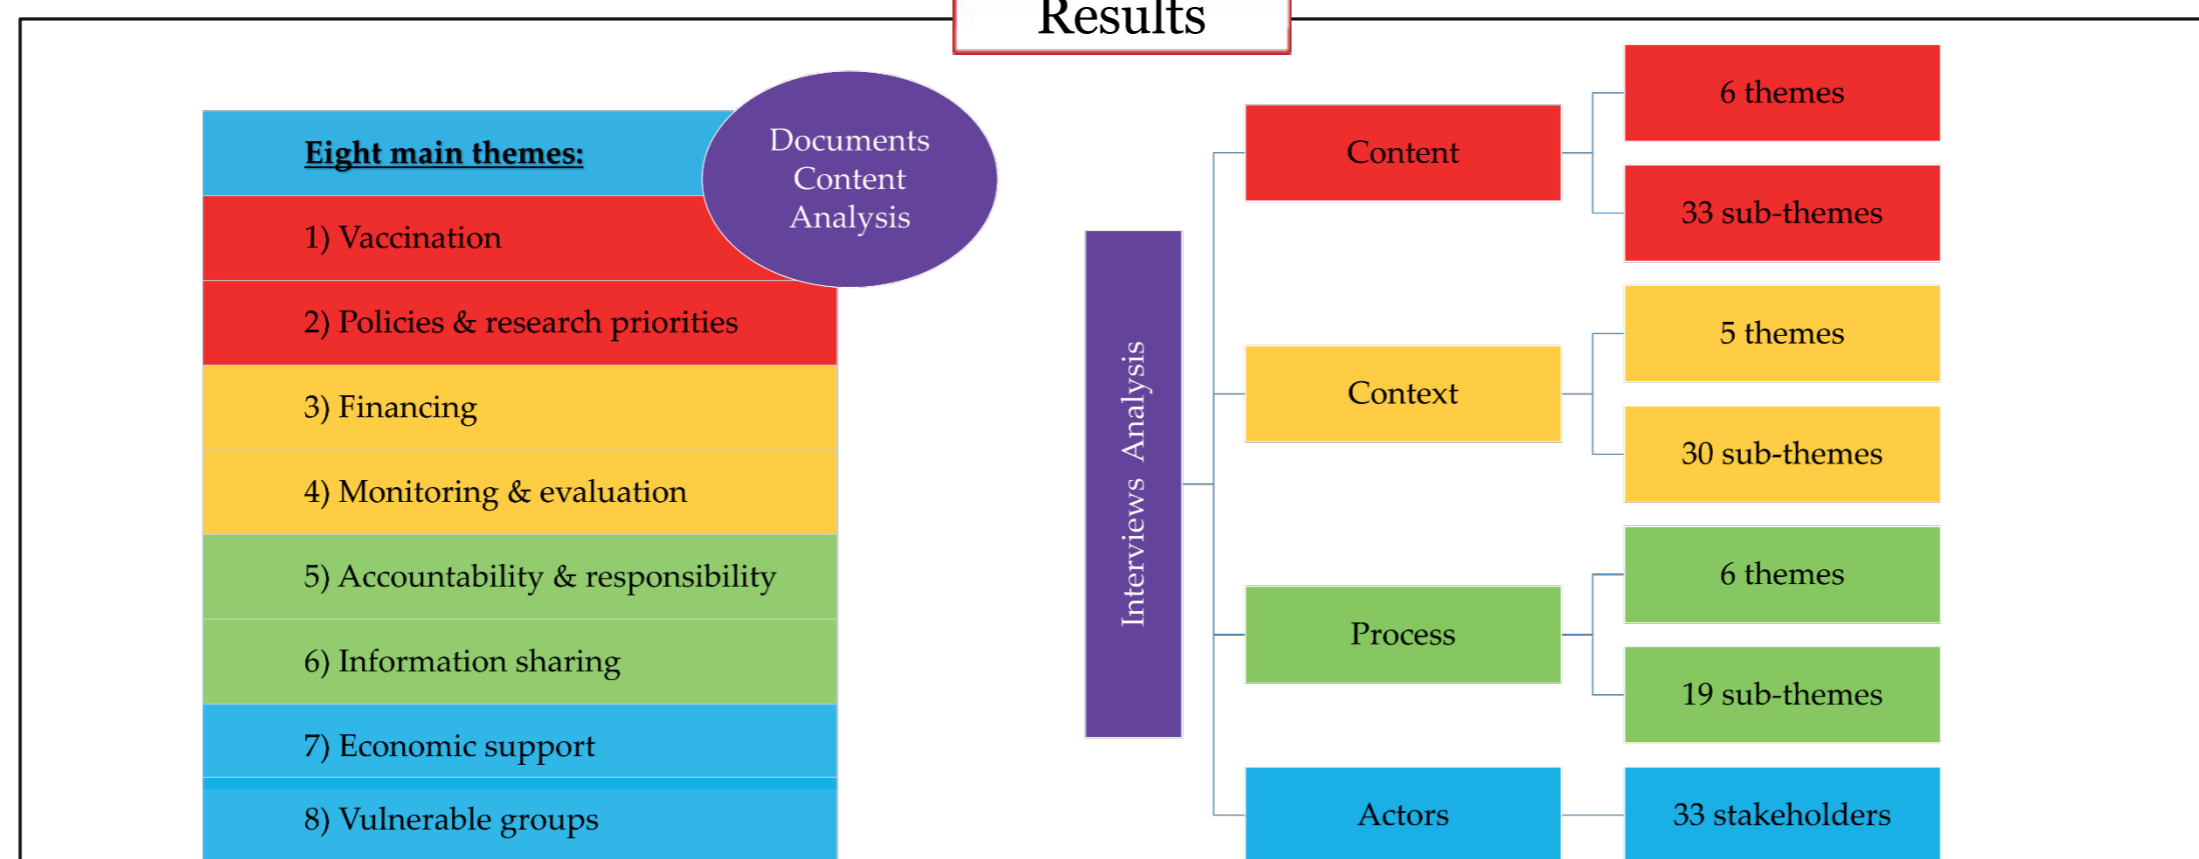 Results
Eight main themes:
1) Vaccination
2) Policies & research priorities
3) Financing
4) Monitoring & evaluation
5) Accountability & responsibility
6) Information sharing
7) Economic support
8) Vulnerable groups
Documents
Content
Analysis
Interviews Analysis
Content
6 themes
33 sub-themes
Context
5 themes
30 sub-themes
Process
6 themes
19 sub-themes
Actors
33 stakeholders